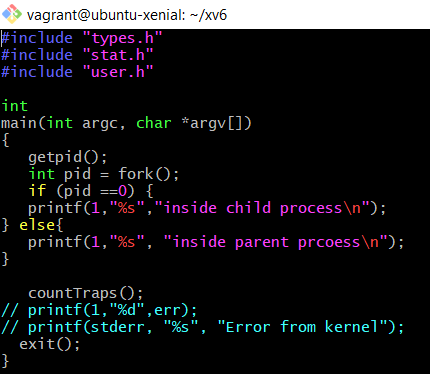 vagrant@ubuntu-xenial: ~/xv6
#include "types.h"
#include "stat.h"
#include "user.h"
int
main(int argc, char *argv[])
{
getpid();
int pid = fork();
if (pid ==0) {
printf(1,"%s","inside child process\n");
} else{
printf(1,"%s", "inside parent prcoess\n");
}
countTraps();
// printf(1,"%d",err);
// printf(stderr, "%s", "Error from kernel");
exit();
}